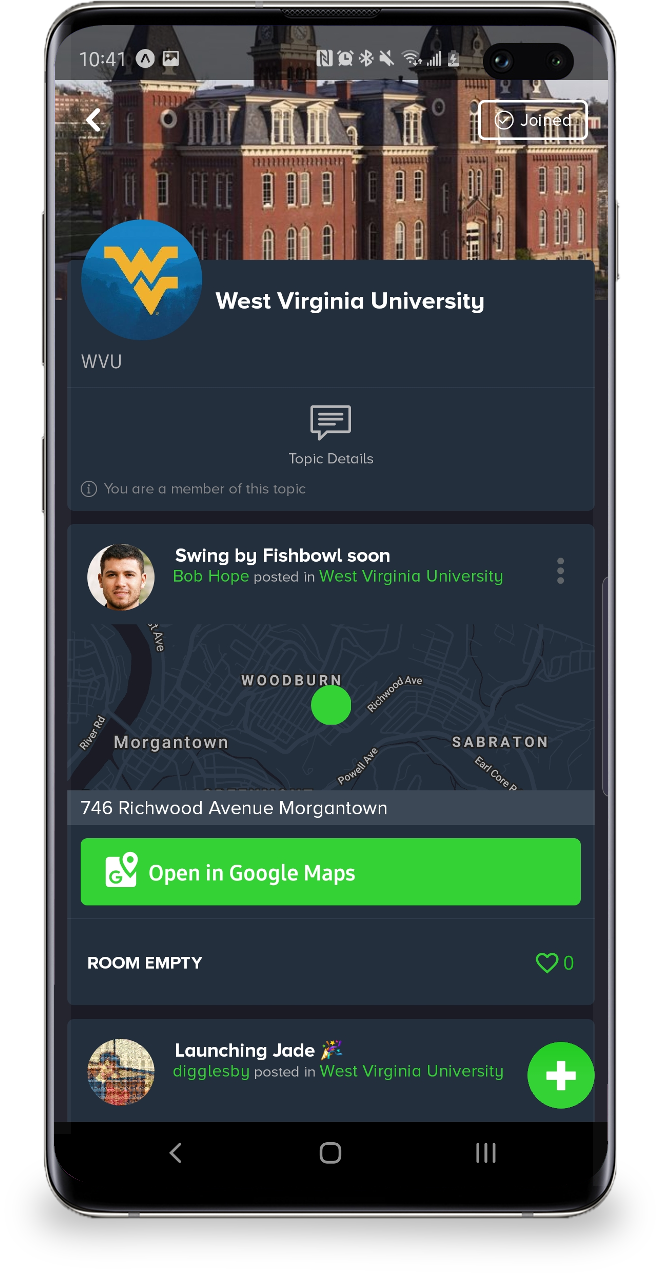 10:41
Joined
West Virginia University
WVU
Topic Details
You are a member of this topic
Swing by Fishbowl soon
Bob Hope posted in West Virginia University
WOODBURN
Richwood Ave
River Rd
Morgantown
SABRATON
Powell Ave
746 Richwood Avenue Morgantown
Open in Google Maps
ROOM EMPTY
0
Launching Jade 🎉
digglesby posted in West Virginia University